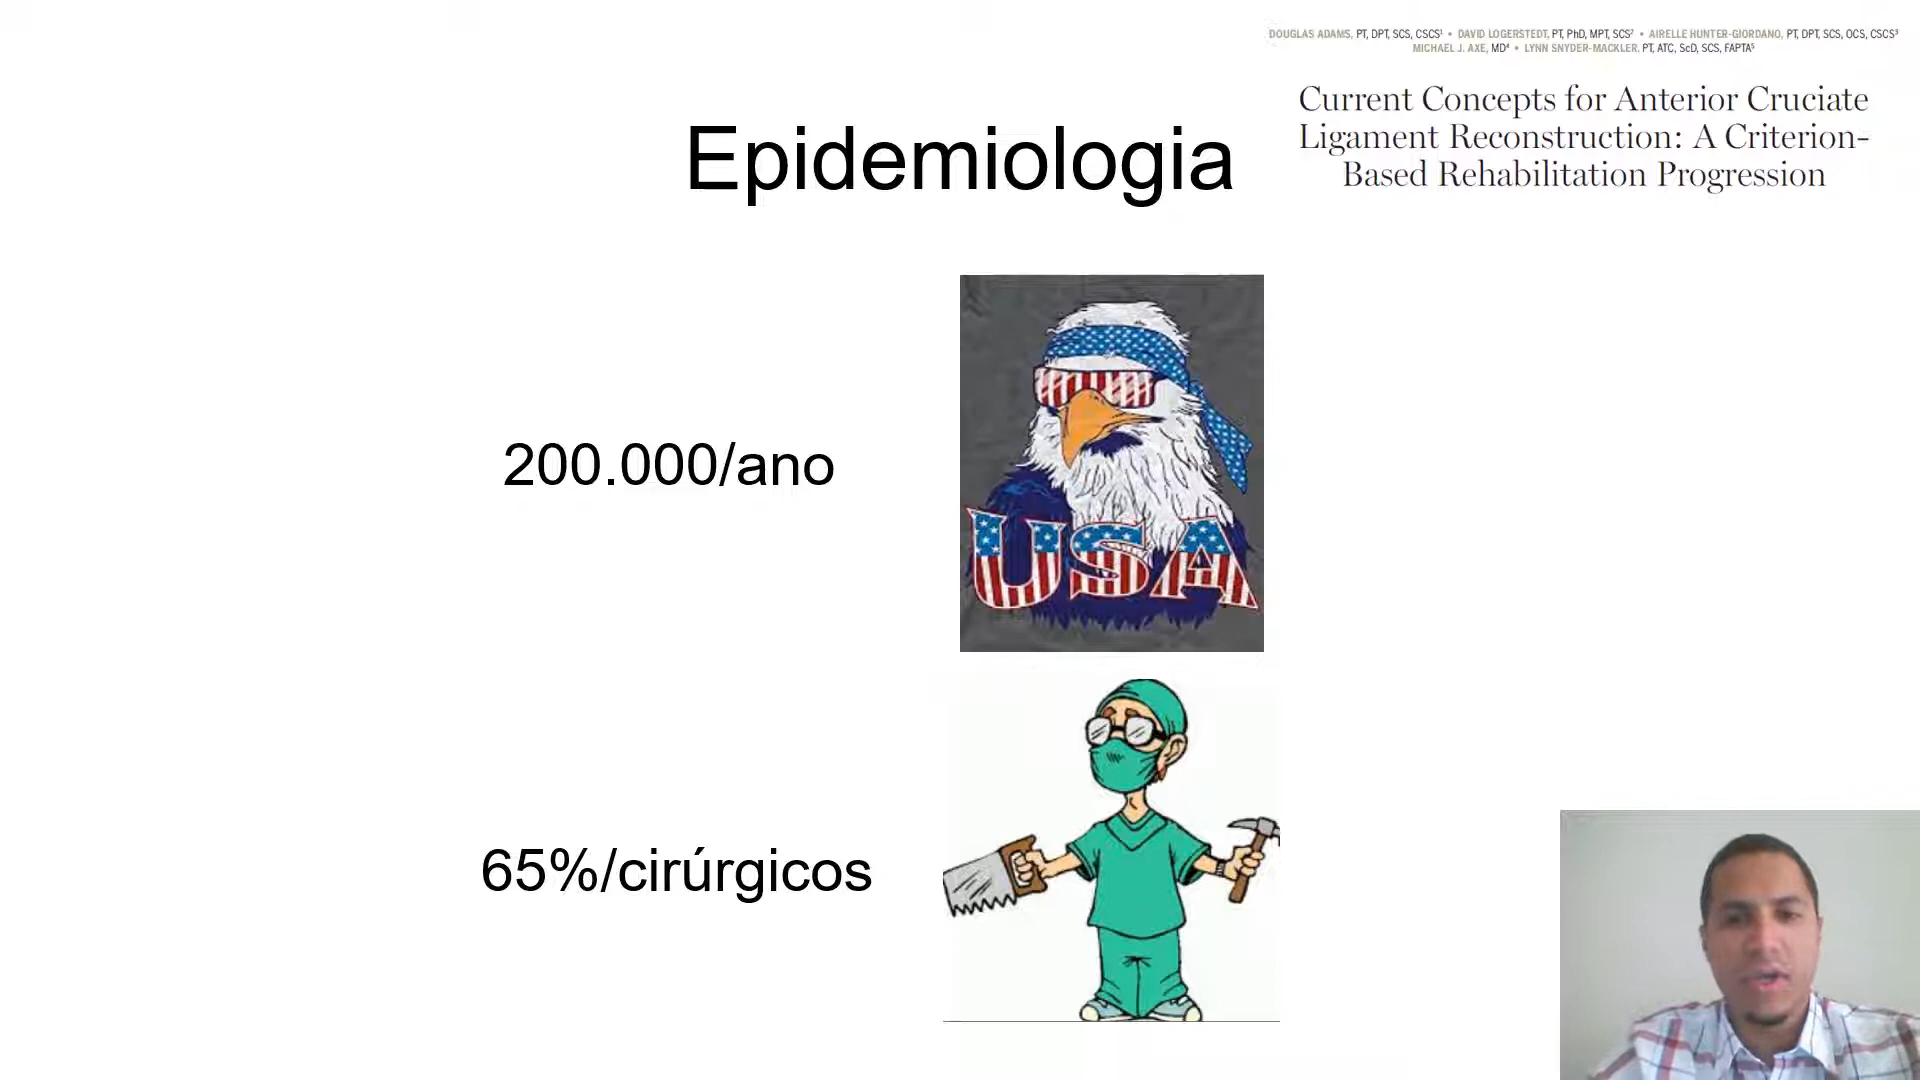 DOUGLAS ADAMS, PT, DPT, SCS, CSCS¹ • DAVID LOGERSTEDT, PT, PhD, MPT, SCS² • AIRELLE HUNTER-GIORDANO, PT, DPT, SCS, OCS, CSCS³
MICHAEL J. AXE, MD⁴ • LYNN SNYDER-MACKLER, PT, ATC, ScD, SCS, FAPTA⁵
Current Concepts for Anterior Cruciate
Ligament Reconstruction: A Criterion-
Based Rehabilitation Progression
Epidemiologia
200.000/ano
USA
65%/cirúrgicos